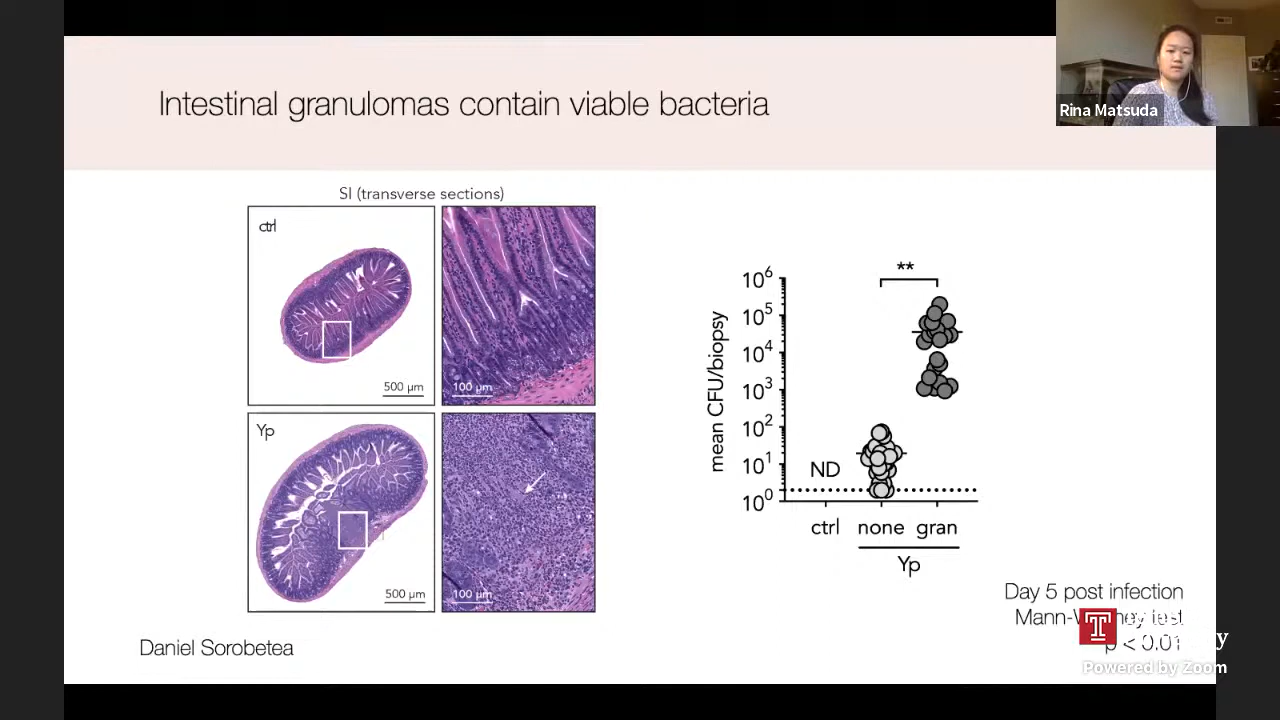 Intestinal granulomas contain viable bacteria
Rina Matsuda
SI (transverse sections)
ctrl
500 µm
100 µm
Yp
500 µm
100 µm
**
mean CFU/biopsy
10⁶
10⁵
10⁴
10³
10²
10¹
10⁰
ND
ctrl none gran
Yp
Day 5 post infection
test
p < 0.01
Powered by Zoom
Daniel Sorobetea